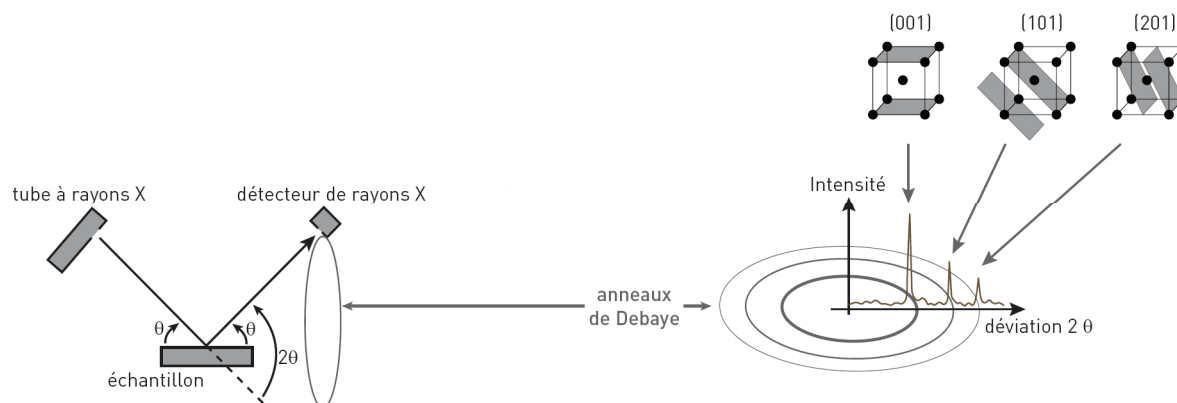 (001)
(101)
(201)
tube à rayons X
détecteur de rayons X
Intensité
θ
θ
2θ
échantillon
anneaux
de Debaye
déviation 2 θ